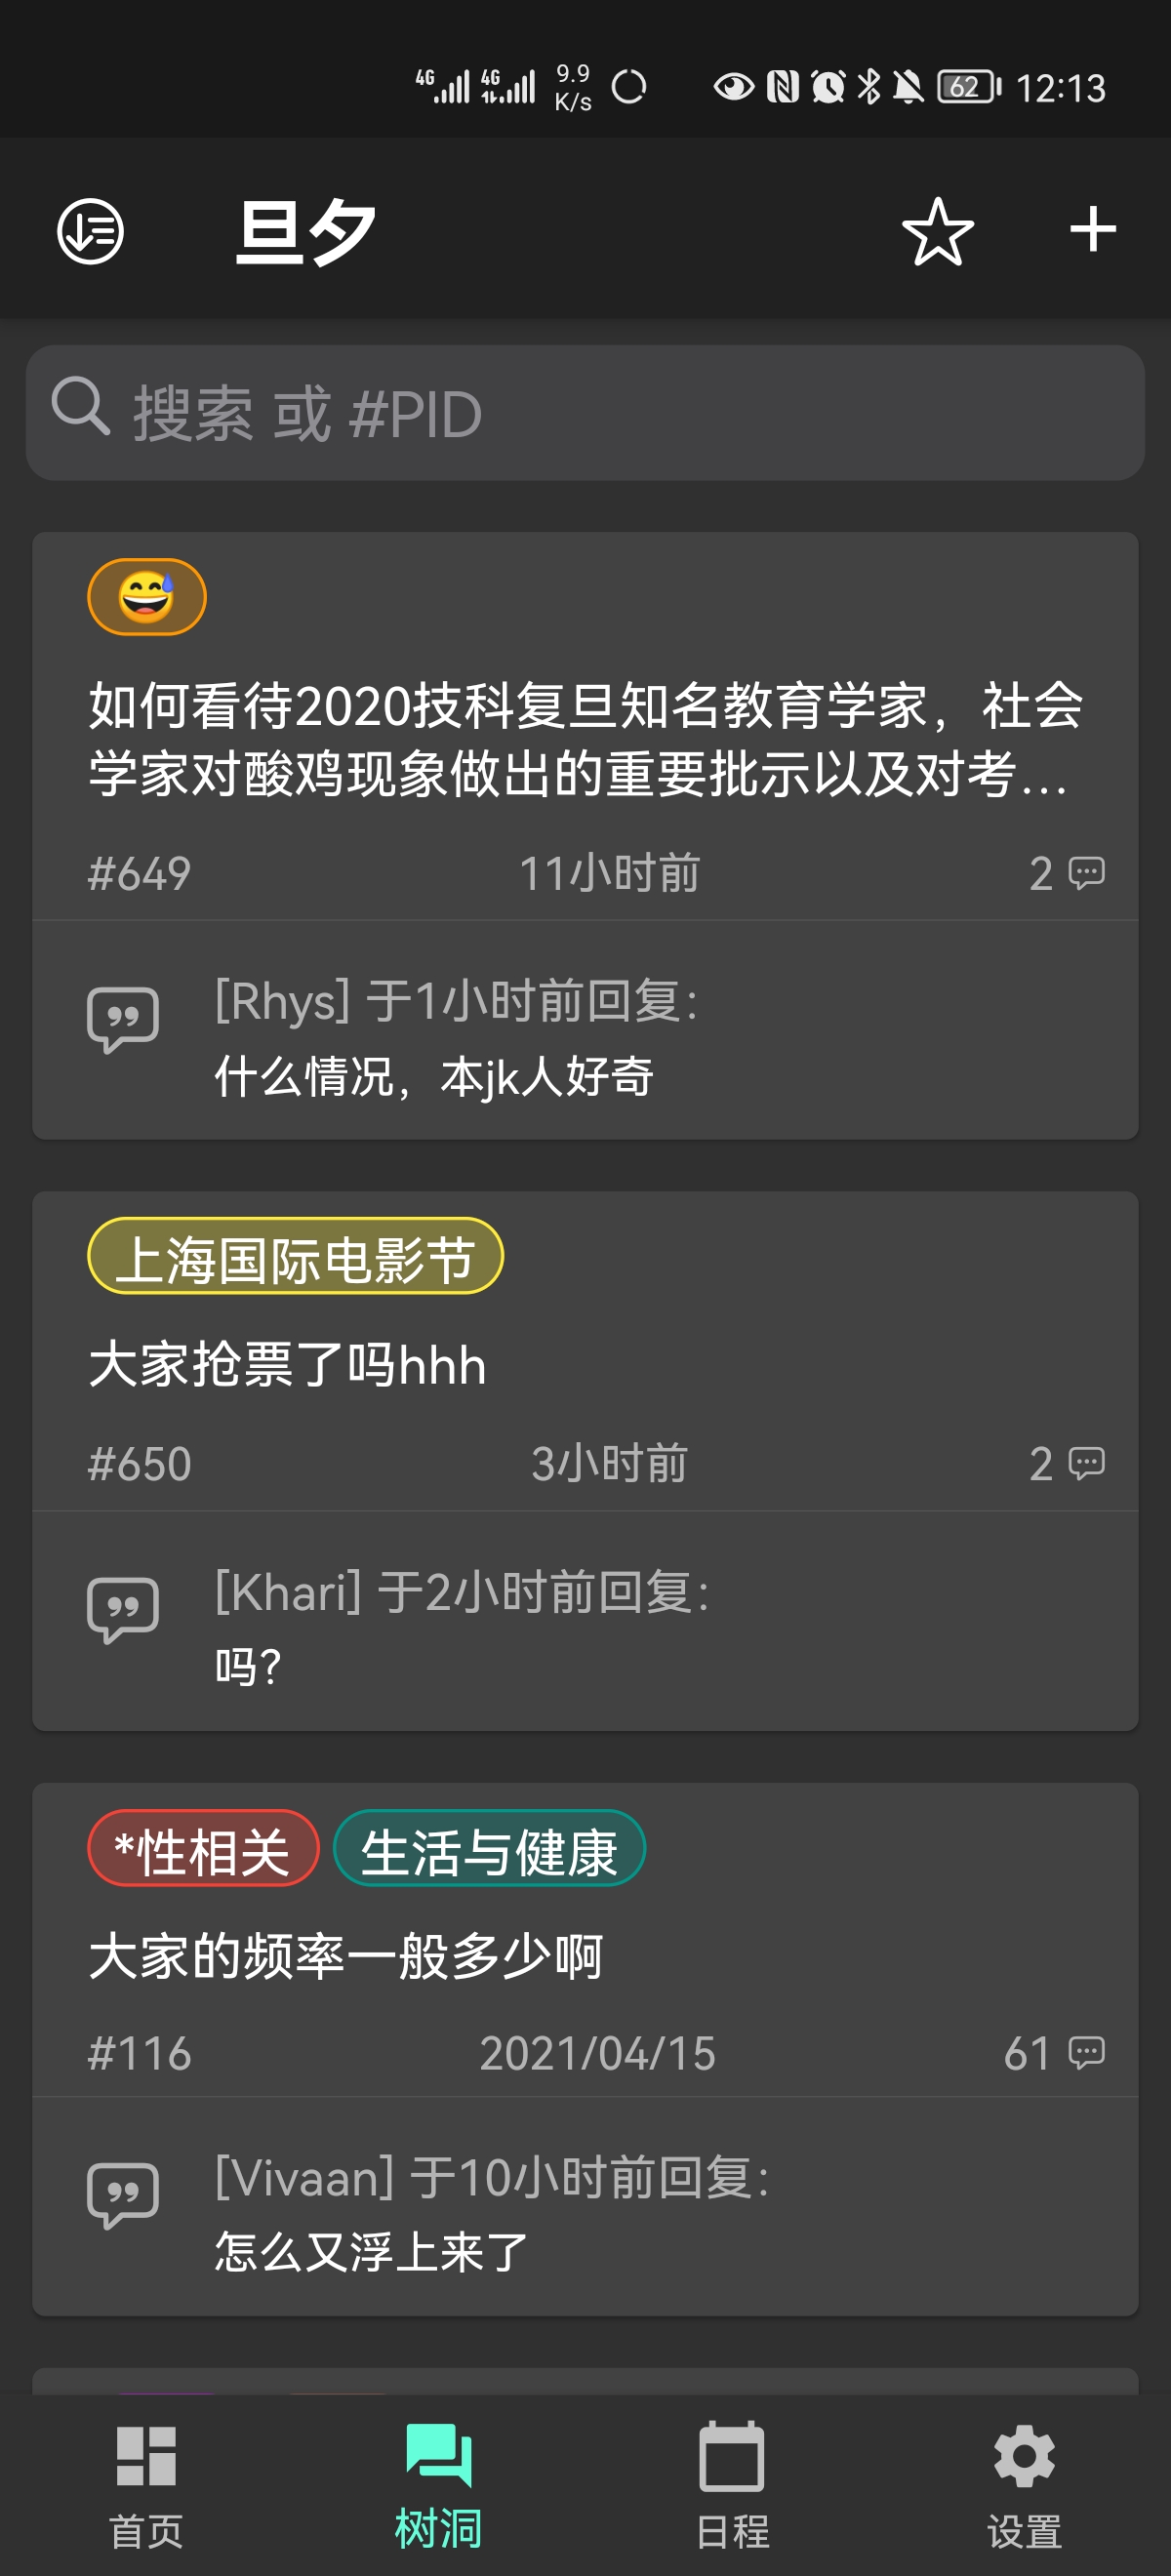 4G 4G 9.9 K/s 62 12:13
旦夕
搜索 或 #PID
😅
如何看待2020技科复旦知名教育学家，社会
学家对酸鸡现象做出的重要批示以及对考...
#649 11小时前 2
[Rhys] 于1小时前回复：
什么情况，本jk人好奇
上海国际电影节
大家抢票了吗hhh
#650 3小时前 2
[Khari] 于2小时前回复：
吗？
*性相关 生活与健康
大家的频率一般多少啊
#116 2021/04/15 61
[Vivaan] 于10小时前回复：
怎么又浮上来了
首页 树洞 日程 设置